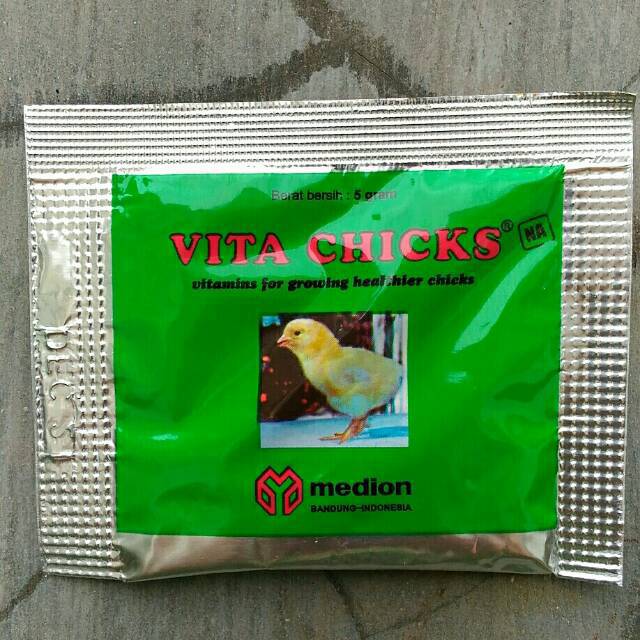 Berat bersih : 5 gram
VITA CHICKS®
NA
vitamins for growing healthier chicks
medion
BANDUNG-INDONESIA